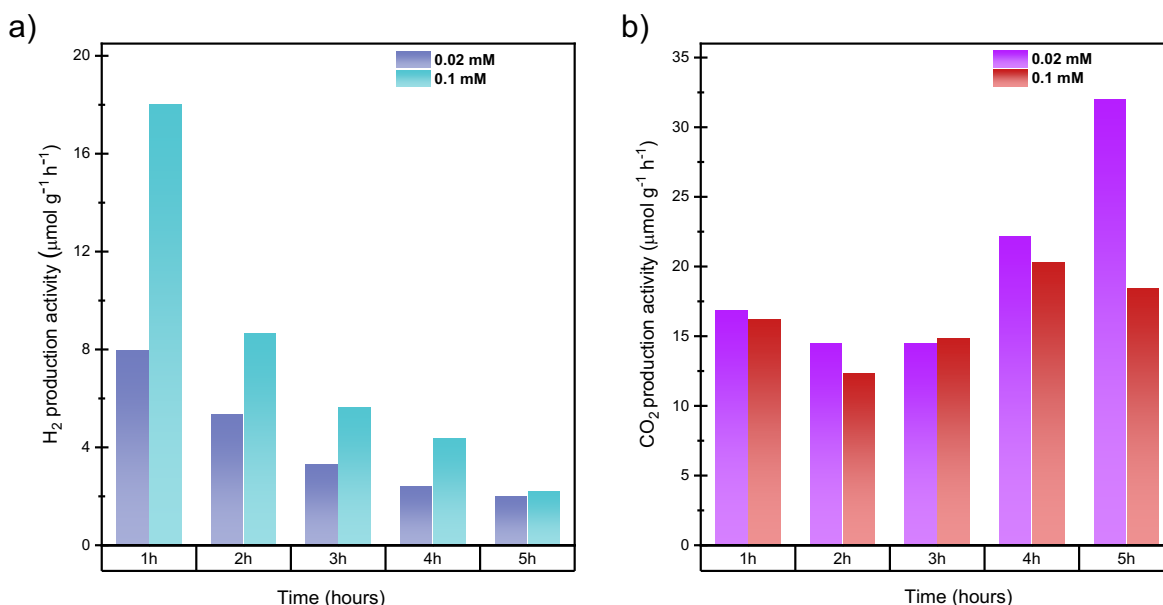 a)
H₂ production activity (μmol g⁻¹ h⁻¹)
20
16
12
8
4
0
0.02 mM
0.1 mM
1h 2h 3h 4h 5h
Time (hours)
b)
CO₂ production activity (μmol g⁻¹ h⁻¹)
35
30
25
20
15
10
5
0
0.02 mM
0.1 mM
1h 2h 3h 4h 5h
Time (hours)